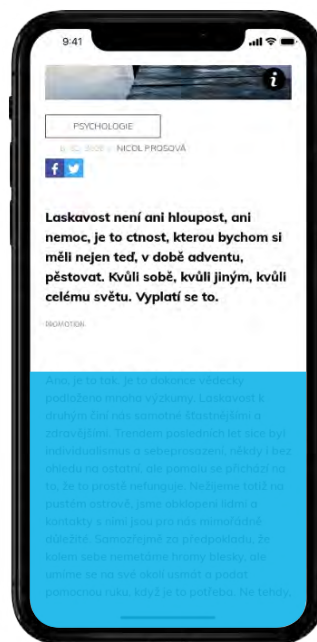 9:41
PSYCHOLOGIE
NICOL PROSOVÁ
Laskavost není ani hloupost, ani
nemoc, je to ctnost, kterou bychom si
měli nejen teď, v době adventu,
pěstovat. Kvůli sobě, kvůli jiným, kvůli
celému světu. Vyplatí se to.
PROMOTION
Ano, je to tak. Je to dokonce vědecky
podloženo mnoha výzkumy. Laskavost k
druhým činí nás samotné šťastnějšími a
zdravějšími. Trendem posledních let sice byl
individualismus a sebeprosazení, někdy i bez
ohledu na ostatní, ale pomalu se přichází na
to, že to prostě nefunguje. Nežijeme totiž na
pustém ostrově, jsme obklopeni lidmi a
kontakty s nimi jsou pro nás mimořádně
důležité. Samozřejmě za předpokladu, že
kolem sebe nemetáme hromy blesky, ale
umíme se na své okolí usmát a podat
pomocnou ruku, když je to potřeba. Ne tehdy,